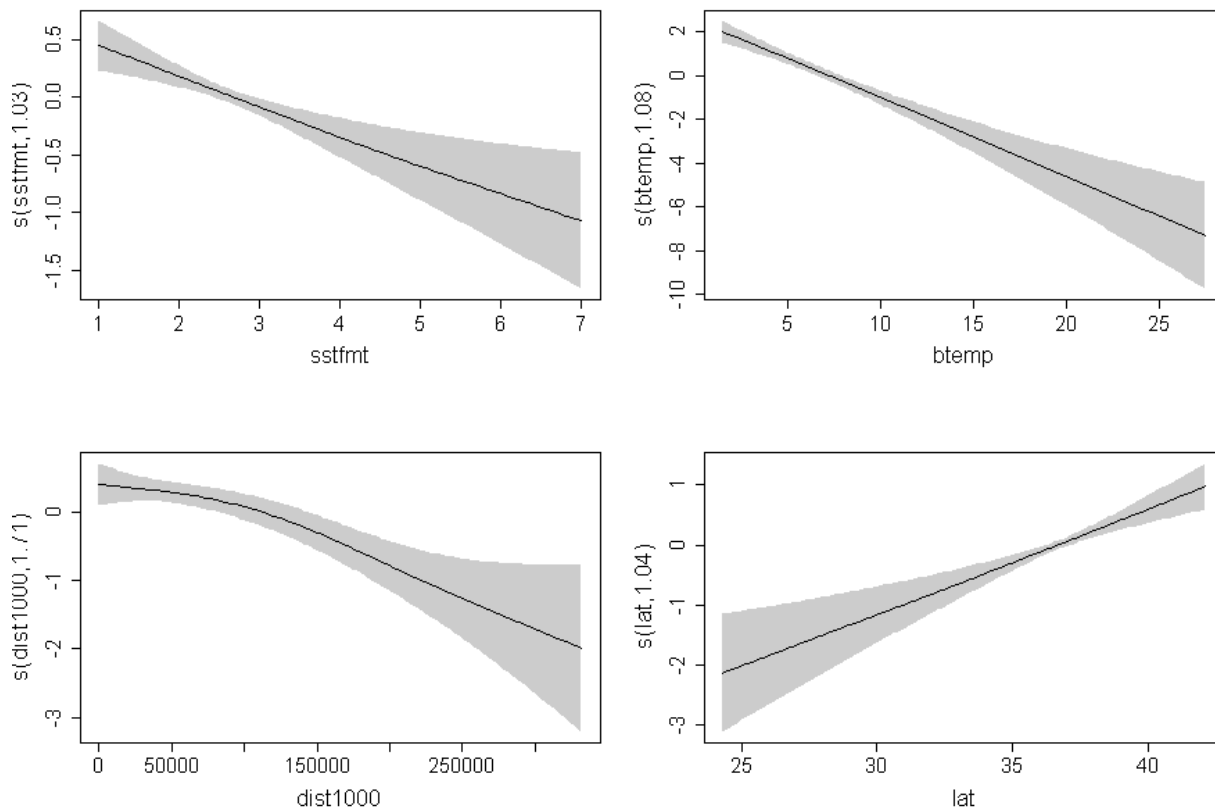 s(sstfmt,1.03)
0.5
0.0
-0.5
-1.0
-1.5
1 2 3 4 5 6 7
sstfmt
s(btemp,1.08)
2
0
-2
-4
-6
-8
-10
5 10 15 20 25
btemp
s(dist1000,1.71)
0
-1
-2
-3
0 50000 150000 250000
dist1000
s(lat,1.04)
1
0
-1
-2
-3
25 30 35 40
lat